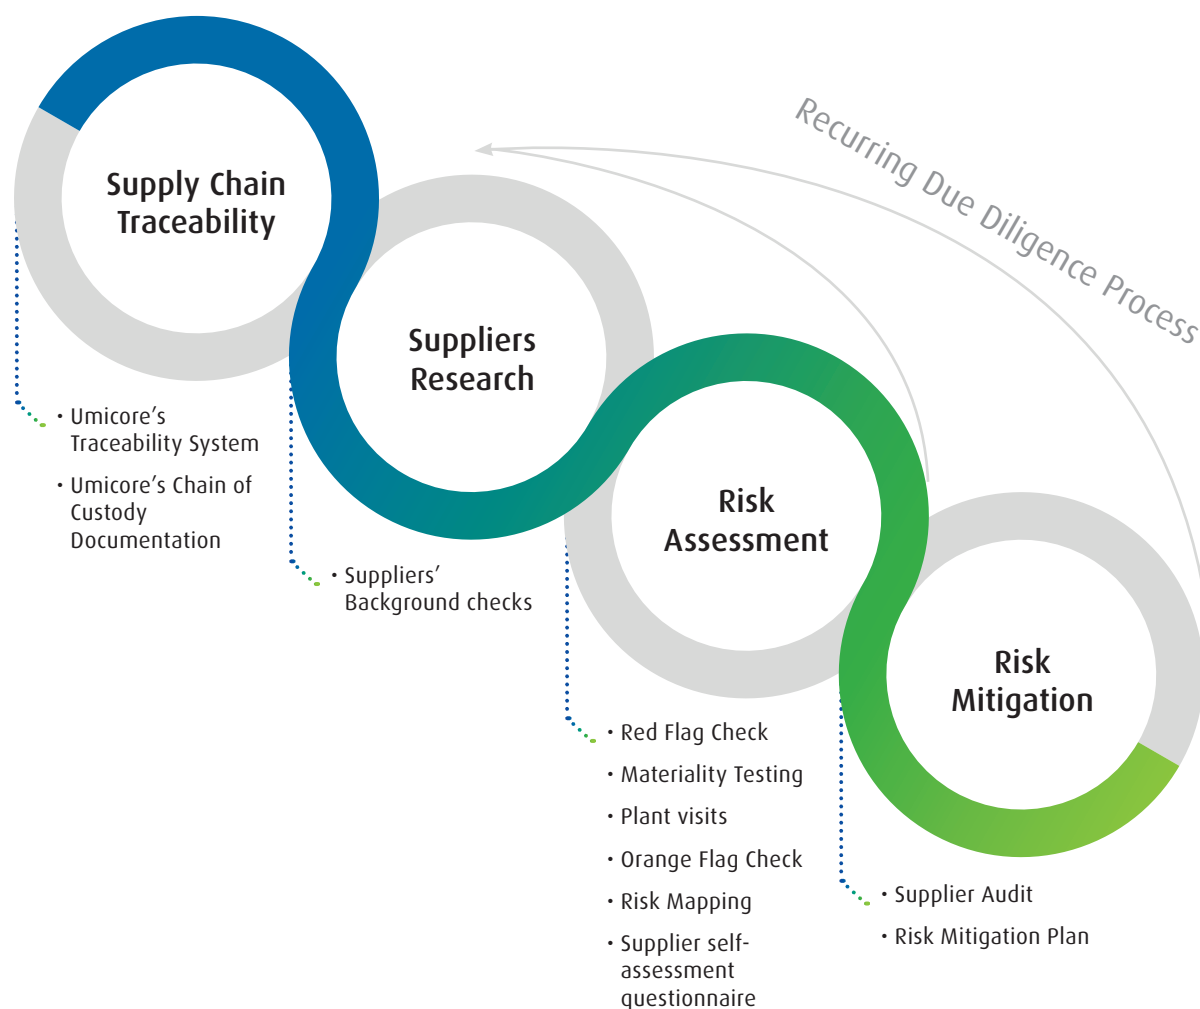 Supply Chain
Traceability
Recurring Due Diligence Process
Suppliers
Research
• Umicore’s
Traceability System
• Umicore’s Chain of
Custody
Documentation
Risk
Assessment
• Suppliers’
Background checks
Risk
Mitigation
• Red Flag Check
• Materiality Testing
• Plant visits
• Orange Flag Check
• Risk Mapping
• Supplier self-
assessment
questionnaire
• Supplier Audit
• Risk Mitigation Plan